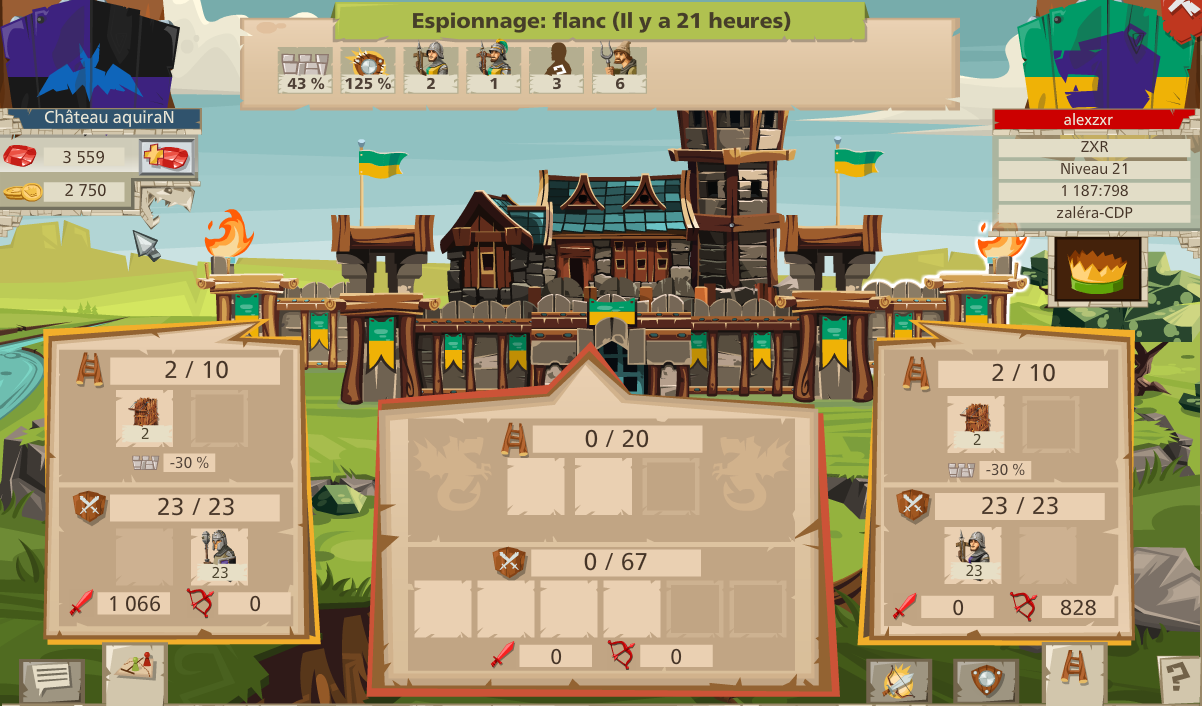 Espionnage: flanc (Il y a 21 heures)
43 %
125 %
2
1
3
6
Château aquiraN
3 559
2 750
alexzxr
ZXR
Niveau 21
1 187:798
zaléra-CDP
2 / 10
2
-30 %
23 / 23
23
1 066
0
0 / 20
0 / 67
0
0
2 / 10
2
-30 %
23 / 23
23
0
828
?